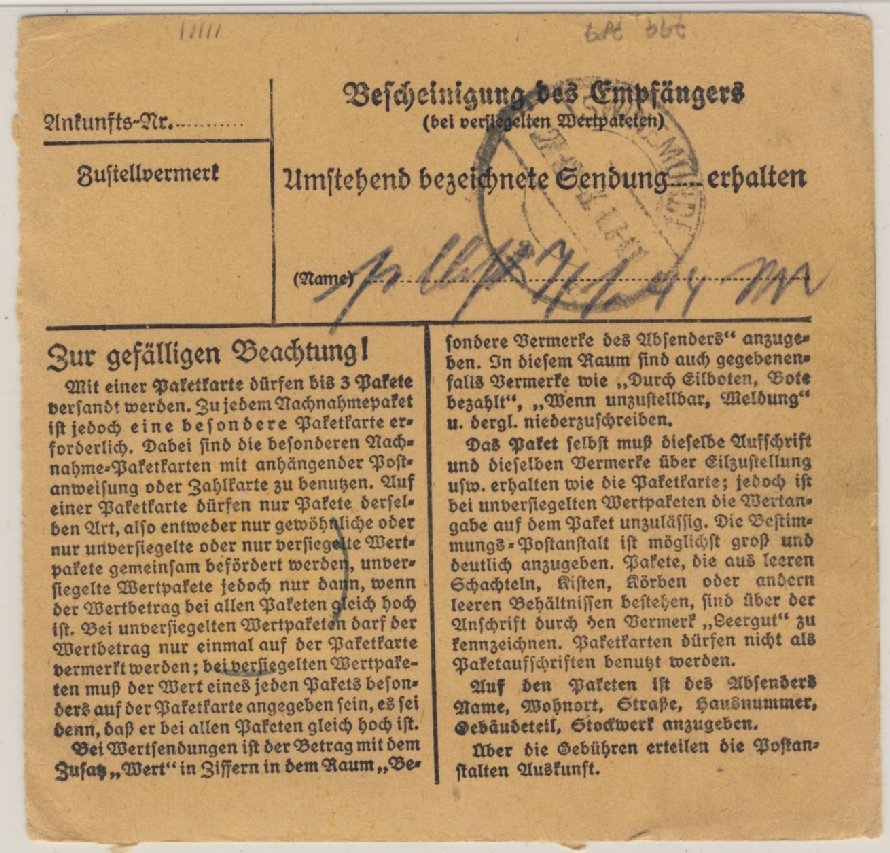 Ankunfts-Nr.
Zustellvermerk
Bescheinigung des Empfängers
(bei versiegelten Wertpaketen)
Umstehend bezeichnete Sendung erhalten
(Name)
Zur gefälligen Beachtung!
Mit einer Paketkarte dürfen bis 3 Pakete
versandt werden. Zu jedem Nachnahmepaket
ist jedoch eine besondere Paketkarte er-
forderlich. Dabei sind die besonderen Nach-
nahme-Paketkarten mit anhängender Post-
anweisung oder Zahlkarte zu benutzen. Auf
einer Paketkarte dürfen nur Pakete dersel-
ben Art, also entweder nur gewöhnliche oder
nur unversiegelte oder nur versiegelte Wert-
pakete gemeinsam befördert werden, unver-
siegelte Wertpakete jedoch nur dann, wenn
der Wertbetrag bei allen Paketen gleich hoch
ist. Bei unversiegelten Wertpaketen darf der
Wertbetrag nur einmal auf der Paketkarte
vermerkt werden; bei versiegelten Wertpake-
ten muß der Wert eines jeden Pakets beson-
ders auf der Paketkarte angegeben sein, es sei
denn, daß er bei allen Paketen gleich hoch ist.
Bei Wertsendungen ist der Betrag mit dem
Zusatz „Wert“ in Ziffern in dem Raum „Be-
sondere Vermerke des Absenders“ anzuge-
ben. In diesem Raum sind auch gegebenen-
falls Vermerke wie „Durch Eilboten, Bote
bezahlt“, „Wenn unzustellbar, Meldung“
u. dergl. niederzuschreiben.
Das Paket selbst muß dieselbe Aufschrift
und dieselben Vermerke über Eilzustellung
usw. erhalten wie die Paketkarte; jedoch ist
bei unversiegelten Wertpaketen die Wertan-
gabe auf dem Paket unzulässig. Die Bestim-
mungs-Postanstalt ist möglichst groß und
deutlich anzugeben. Pakete, die aus leeren
Schachteln, Kisten, Körben oder andern
leeren Behältnissen bestehen, sind über der
Anschrift durch den Vermerk „Leergut“ zu
kennzeichnen. Paketkarten dürfen nicht als
Paketaufschriften benutzt werden.
Auf den Paketen ist des Absenders
Name, Wohnort, Straße, Hausnummer,
Gebäudeteil, Stockwerk anzugeben.
Über die Gebühren erteilen die Postan-
stalten Auskunft.